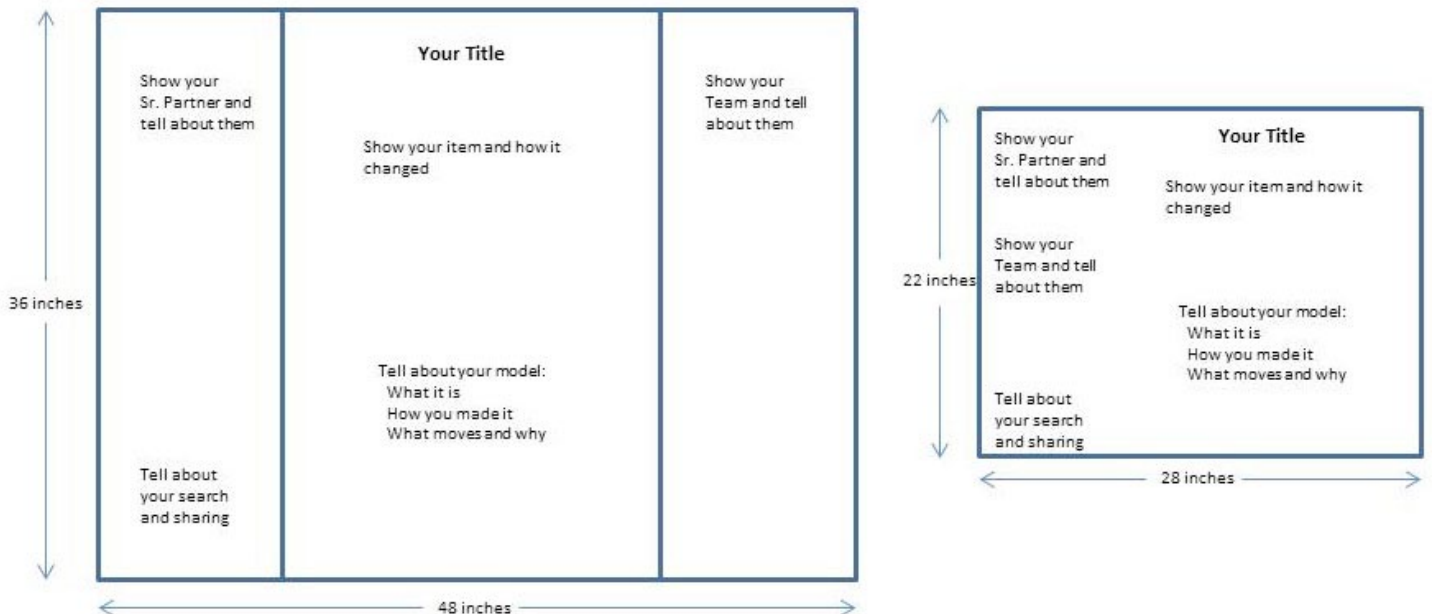 36 inches
Show your
Sr. Partner and
tell about them
Tell about
your search
and sharing
Your Title
Show your item and how it
changed
Tell about your model:
What it is
How you made it
What moves and why
Show your
Team and tell
about them
48 inches
22 inches
Show your
Sr. Partner and
tell about them
Show your
Team and tell
about them
Tell about
your search
and sharing
Your Title
Show your item and how it
changed
Tell about your model:
What it is
How you made it
What moves and why
28 inches